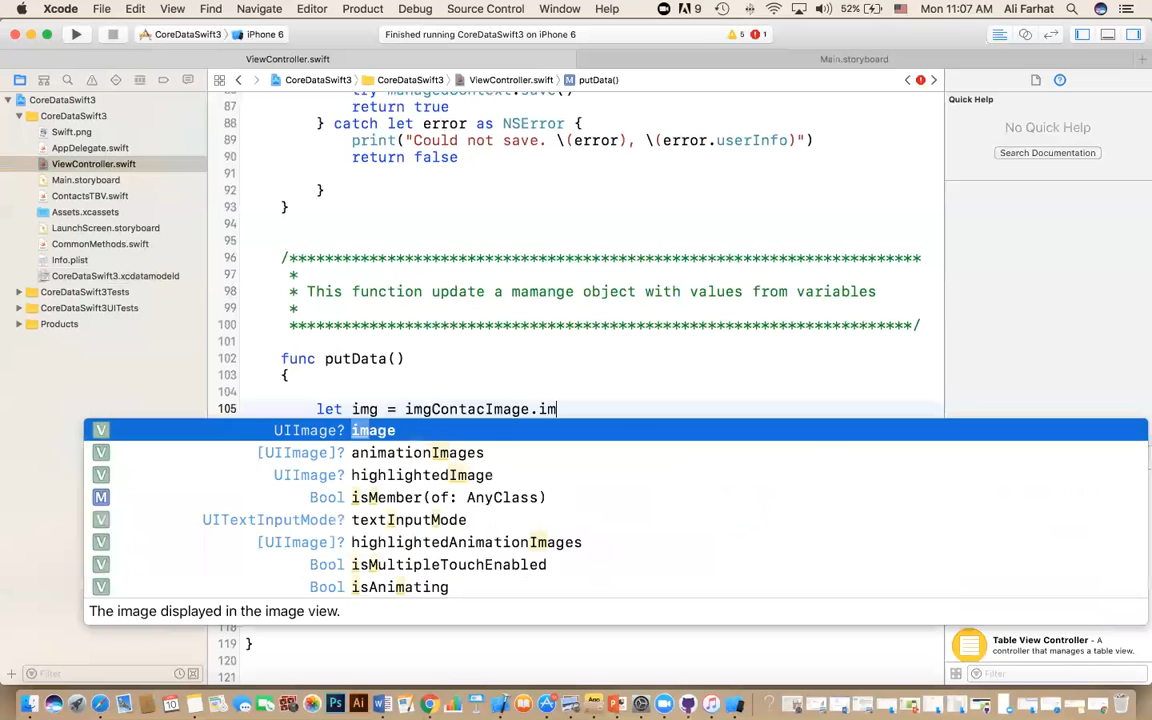 Xcode File Edit View Find Navigate Editor Product Debug Source Control Window Help 9 52% Mon 11:07 AM Ali Farhat
CoreDataSwift3 iPhone 6 Finished running CoreDataSwift3 on iPhone 6 5 1
ViewController.swift Main.storyboard
CoreDataSwift3 CoreDataSwift3 ViewController.swift M putData()
CoreDataSwift3
CoreDataSwift3
Swift.png
AppDelegate.swift
ViewController.swift
Main.storyboard
ContactsTBV.swift
Assets.xcassets
LaunchScreen.storyboard
CommonMethods.swift
Info.plist
CoreDataSwift3.xcdatamodeld
CoreDataSwift3Tests
CoreDataSwift3UITests
Products
Filter
try managedContext.save()
87 return true
88 } catch let error as NSError {
89 print("Could not save. \(error), \(error.userInfo)")
90 return false
91
92 }
93 }
94
95
96 /***********************************************************************
97 *
98 * This function update a mamange object with values from variables
99 *
100 **********************************************************************/
101
102 func putData()
103 {
104
105 let img = imgContacImage.im
V UIImage? image
V [UIImage]? animationImages
V UIImage? highlightedImage
M Bool isMember(of: AnyClass)
V UITextInputMode? textInputMode
V [UIImage]? highlightedAnimationImages
V Bool isMultipleTouchEnabled
V Bool isAnimating
The image displayed in the image view.
118
119 }
120
121
Quick Help
No Quick Help
Search Documentation
Table View Controller - A
controller that manages a table view.
Filter